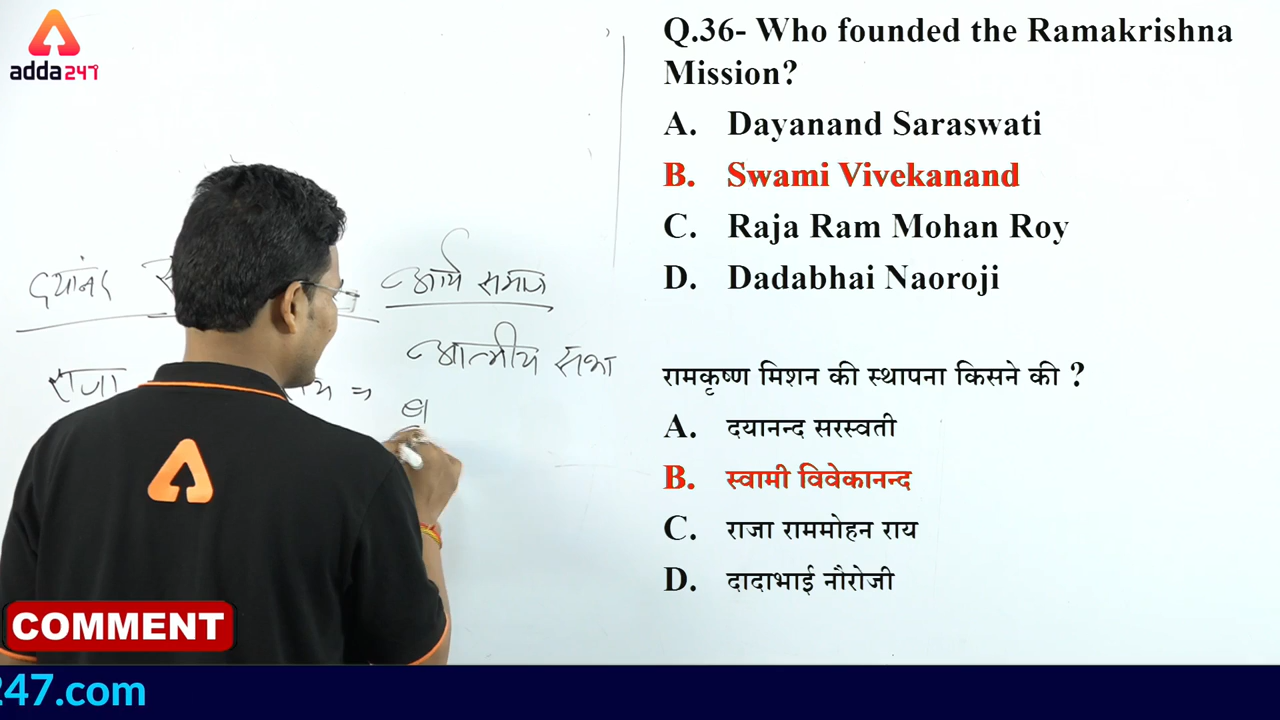 adda247
Q.36- Who founded the Ramakrishna
Mission?
A. Dayanand Saraswati
B. Swami Vivekanand
C. Raja Ram Mohan Roy
D. Dadabhai Naoroji
रामकृष्ण मिशन की स्थापना किसने की ?
A. दयानन्द सरस्वती
B. स्वामी विवेकानन्द
C. राजा राममोहन राय
D. दादाभाई नौरोजी
दयानंद
आर्य समाज
आत्मीय सभा
राजा
COMMENT
247.com